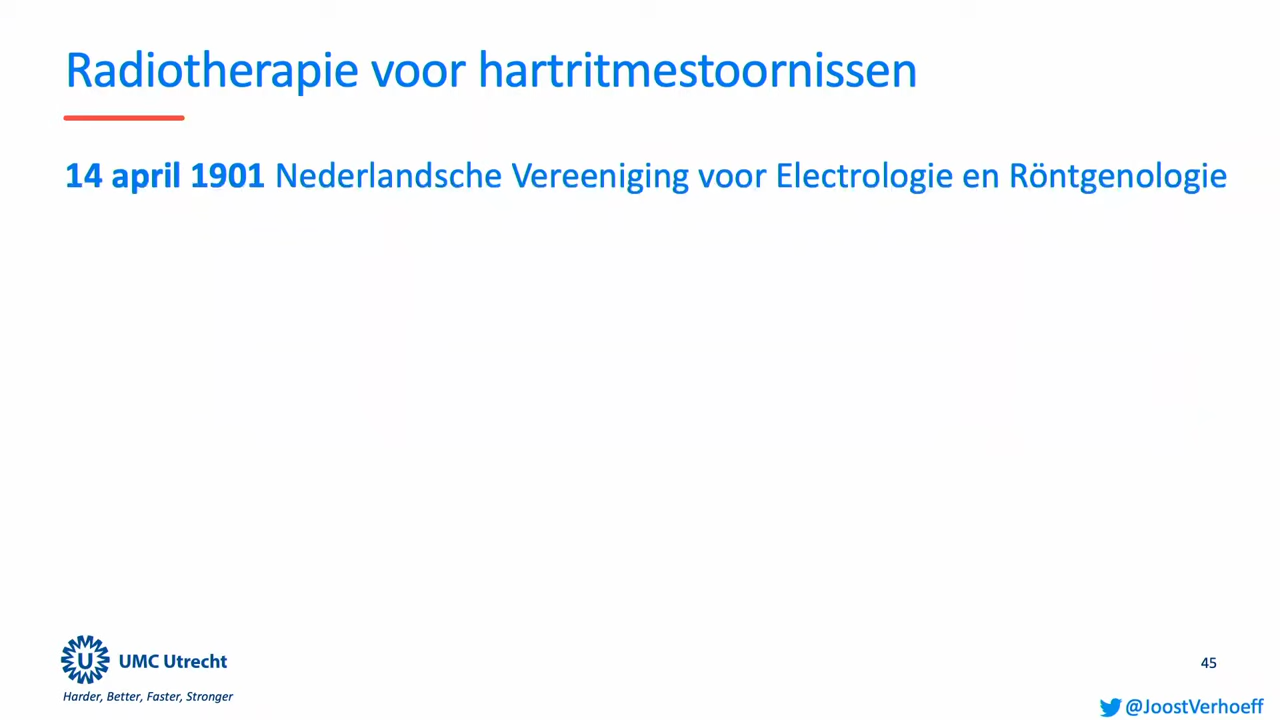 Radiotherapie voor hartritmestoornissen
14 april 1901 Nederlandsche Vereeniging voor Electrologie en Röntgenologie
U UMC Utrecht
Harder, Better, Faster, Stronger
45
@JoostVerhoeff